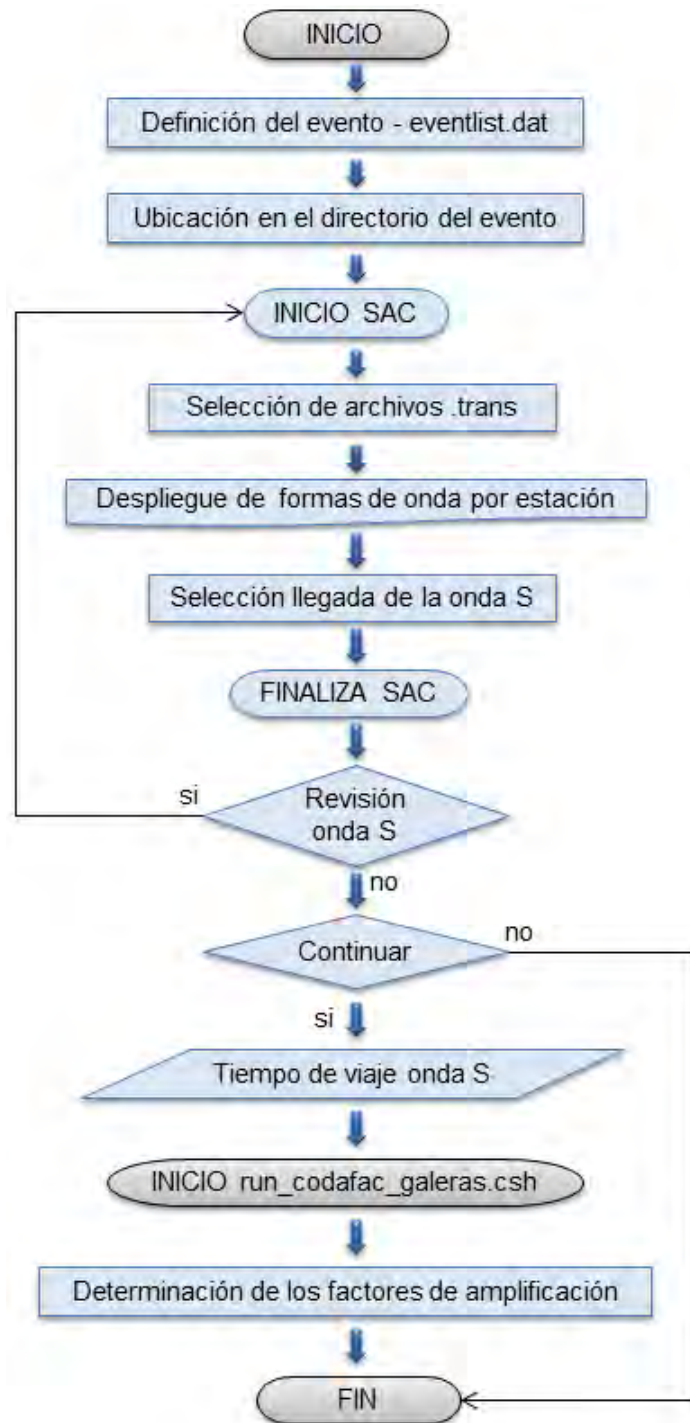 INICIO
Definición del evento - eventlist.dat
Ubicación en el directorio del evento
INICIO SAC
Selección de archivos .trans
Despliegue de formas de onda por estación
Selección llegada de la onda S
FINALIZA SAC
si
Revisión
onda S
no
Continuar
no
si
Tiempo de viaje onda S
INICIO run_codafac_galeras.csh
Determinación de los factores de amplificación
FIN